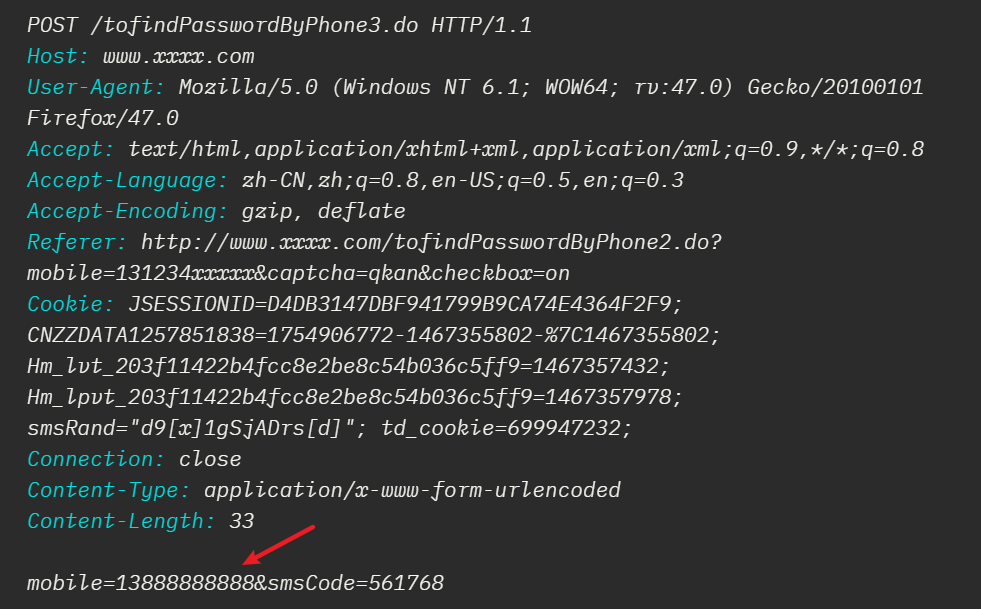 POST /tofindPasswordByPhone3.do HTTP/1.1
Host: www.xxxx.com
User-Agent: Mozilla/5.0 (Windows NT 6.1; WOW64; rv:47.0) Gecko/20100101
Firefox/47.0
Accept: text/html,application/xhtml+xml,application/xml;q=0.9,*/*;q=0.8
Accept-Language: zh-CN,zh;q=0.8,en-US;q=0.5,en;q=0.3
Accept-Encoding: gzip, deflate
Referer: http://www.xxxx.com/tofindPasswordByPhone2.do?
mobile=131234xxxxx&captcha=qkan&checkbox=on
Cookie: JSESSIONID=D4DB3147DBF941799B9CA74E4364F2F9;
CNZZDATA1257851838=1754906772-1467355802-%7C1467355802;
Hm_lvt_203f11422b4fcc8e2be8c54b036c5ff9=1467357432;
Hm_lpvt_203f11422b4fcc8e2be8c54b036c5ff9=1467357978;
smsRand="d9[x]1gSjADrs[d]"; td_cookie=699947232;
Connection: close
Content-Type: application/x-www-form-urlencoded
Content-Length: 33
mobile=13888888888&smsCode=561768